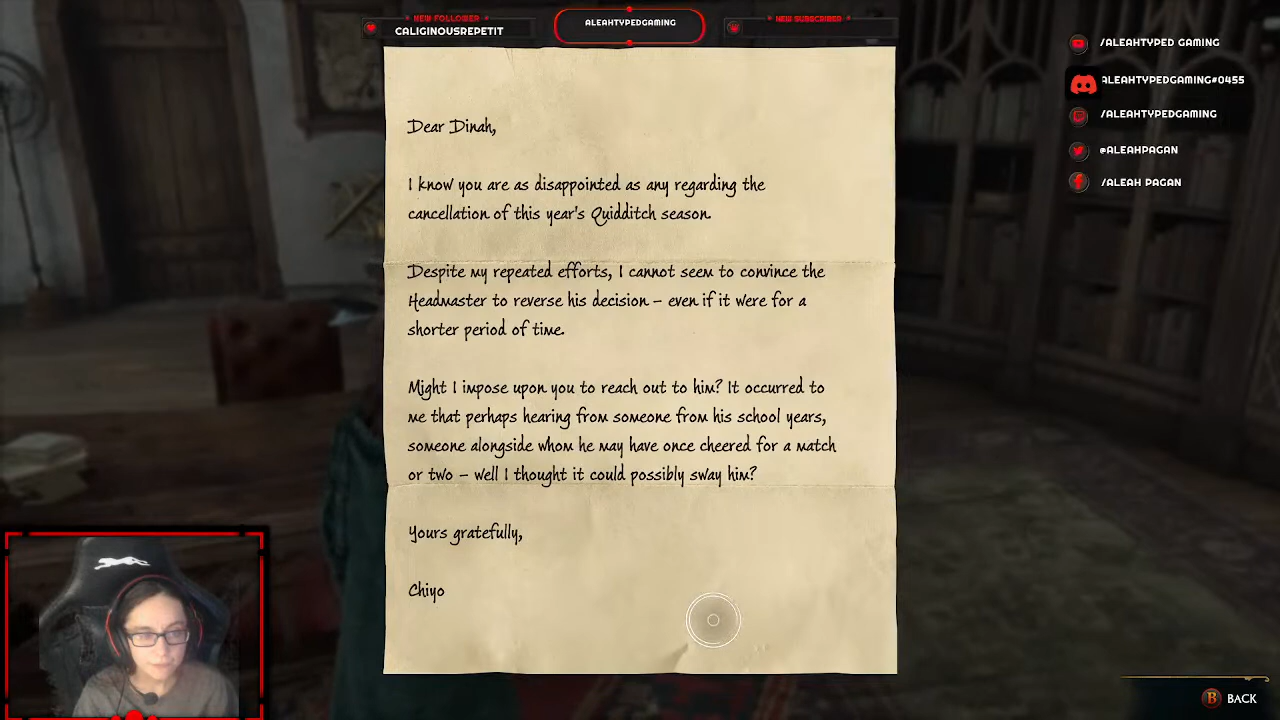 NEW FOLLOWER
CALIGINOUSREPETIT
ALEAHTYPEDGAMING
NEW SUBSCRIBER
/ALEAHTYPED GAMING
ALEAHTYPEDGAMING#0455
/ALEAHTYPEDGAMING
@ALEAHPAGAN
/ALEAH PAGAN
Dear Dinah,
I know you are as disappointed as any regarding the
cancellation of this year's Quidditch season.
Despite my repeated efforts, I cannot seem to convince the
Headmaster to reverse his decision – even if it were for a
shorter period of time.
Might I impose upon you to reach out to him? It occurred to
me that perhaps hearing from someone from his school years,
someone alongside whom he may have once cheered for a match
or two – well I thought it could possibly sway him?
Yours gratefully,
Chiyo
B BACK